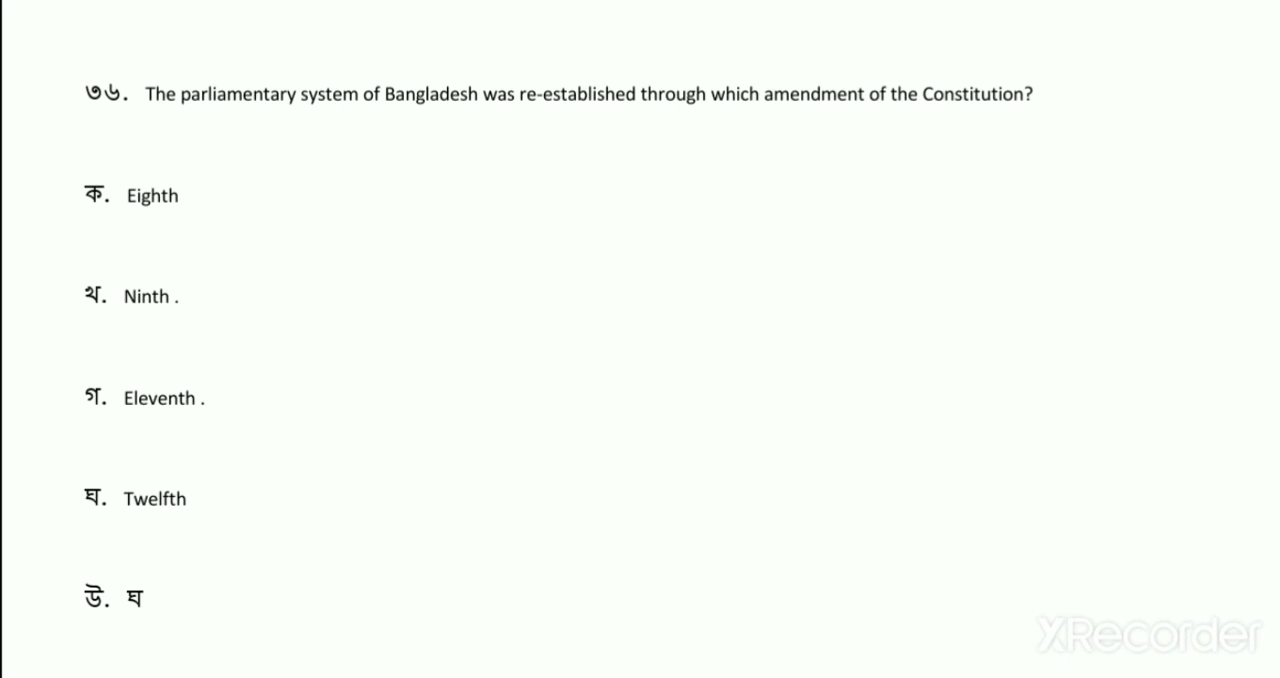 ৩৬. The parliamentary system of Bangladesh was re-established through which amendment of the Constitution?
ক. Eighth
খ. Ninth .
গ. Eleventh .
ঘ. Twelfth
উ. ঘ
XRecorder